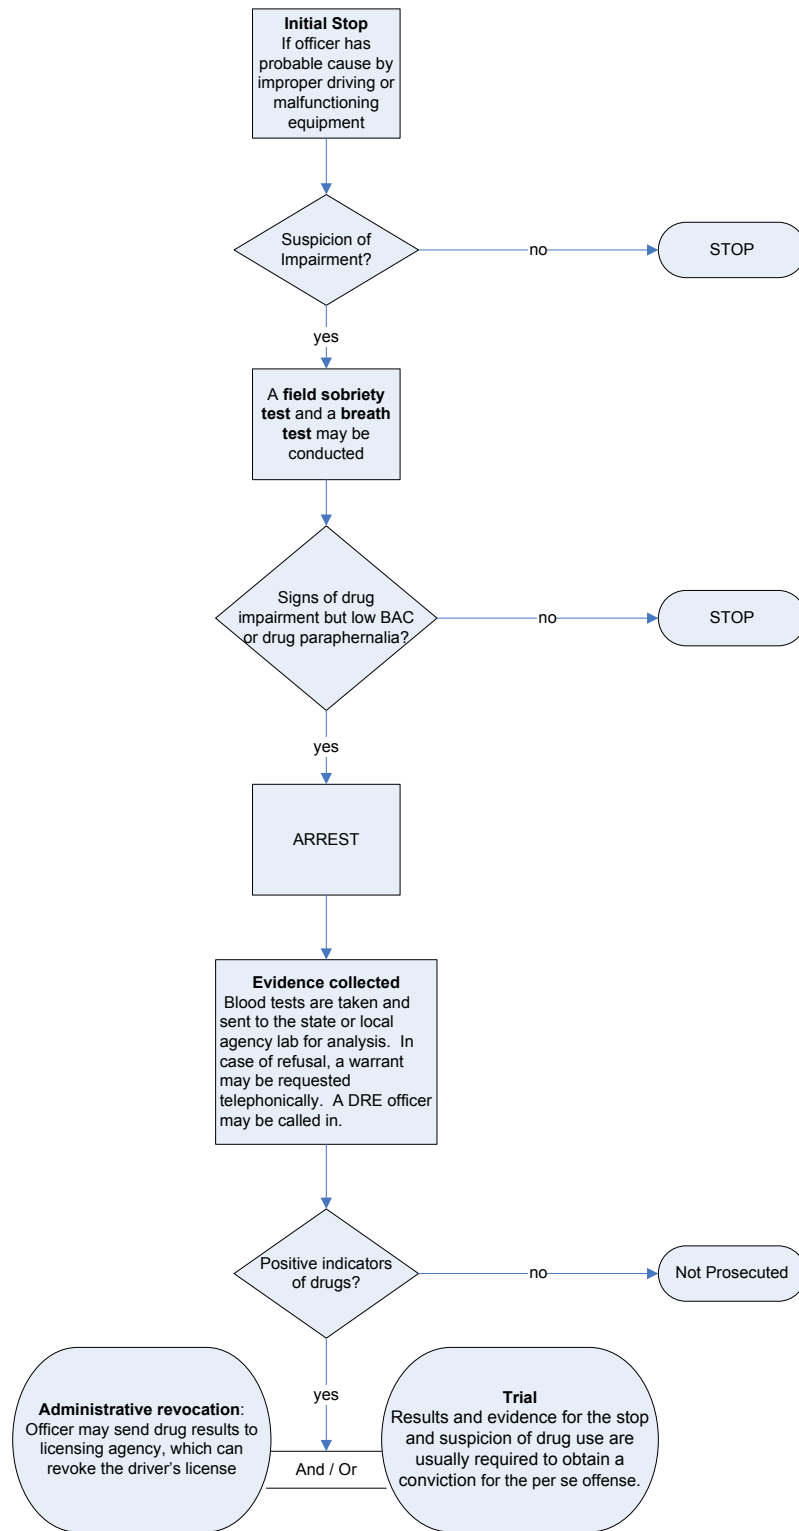 Initial Stop
If officer has
probable cause by
improper driving or
malfunctioning
equipment
Suspicion of
Impairment?
no
STOP
yes
A field sobriety
test and a breath
test may be
conducted
Signs of drug
impairment but low BAC
or drug paraphernalia?
no
STOP
yes
ARREST
Evidence collected
Blood tests are taken and
sent to the state or local
agency lab for analysis.  In
case of refusal, a warrant
may be requested
telephonically.  A DRE officer
may be called in.
Positive indicators
of drugs?
no
Not Prosecuted
yes
Administrative revocation:
Officer may send drug results to
licensing agency, which can
revoke the driver's license
And / Or
Trial
Results and evidence for the stop
and suspicion of drug use are
usually required to obtain a
conviction for the per se offense.